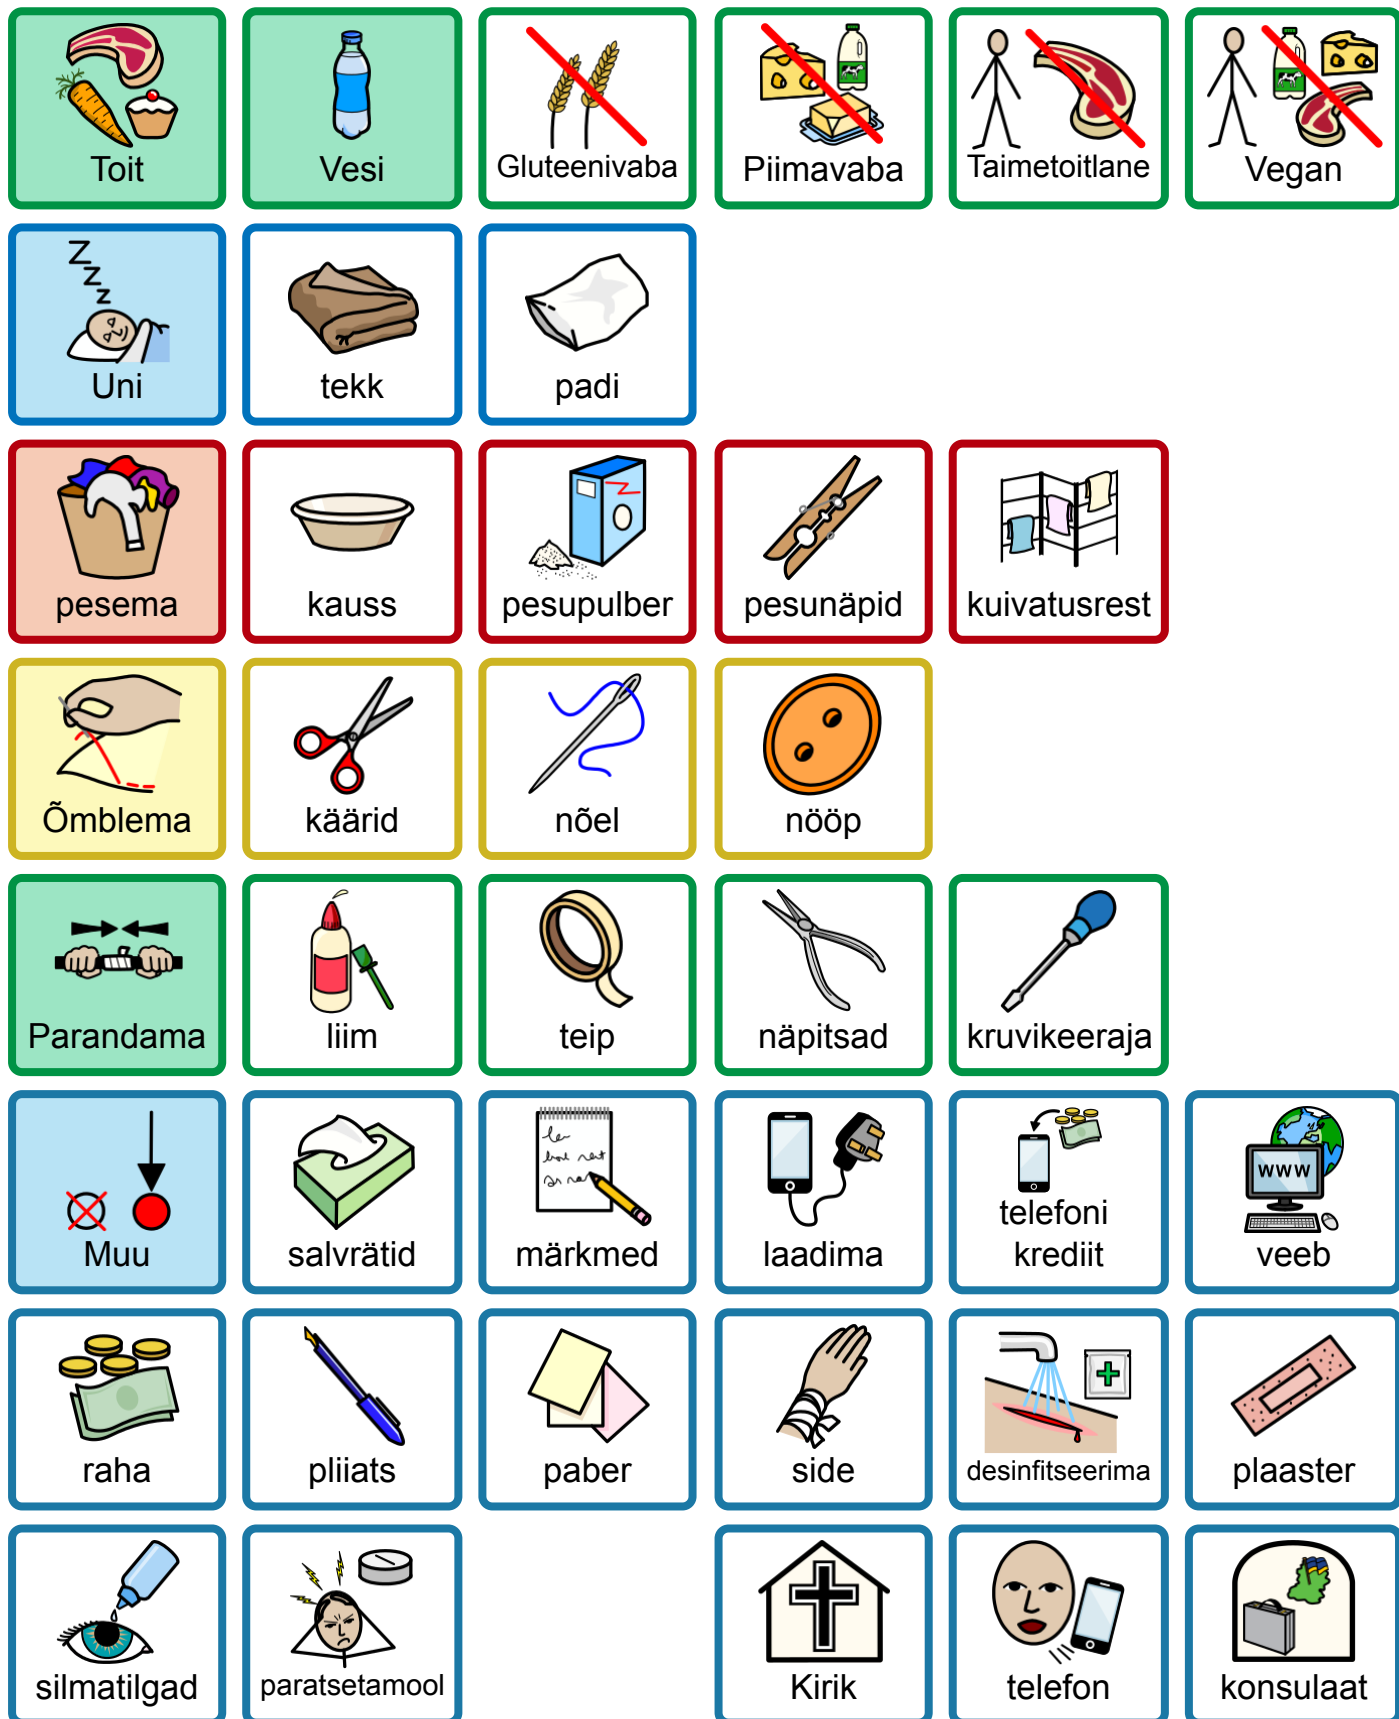 Toit
Vesi
Gluteenivaba
Piimavaba
Taimetoitlane
Vegan
Uni
tekk
padi
pesema
kauss
pesupulber
pesunäpid
kuivatusrest
Õmblema
käärid
nõel
nööp
Parandama
liim
teip
näpitsad
kruvikeeraja
Muu
salvrätid
märkmed
laadima
telefoni
krediit
www
veeb
raha
pliiats
paber
side
desinfitseerima
plaaster
silmatilgad
paratsetamool
Kirik
telefon
konsulaat